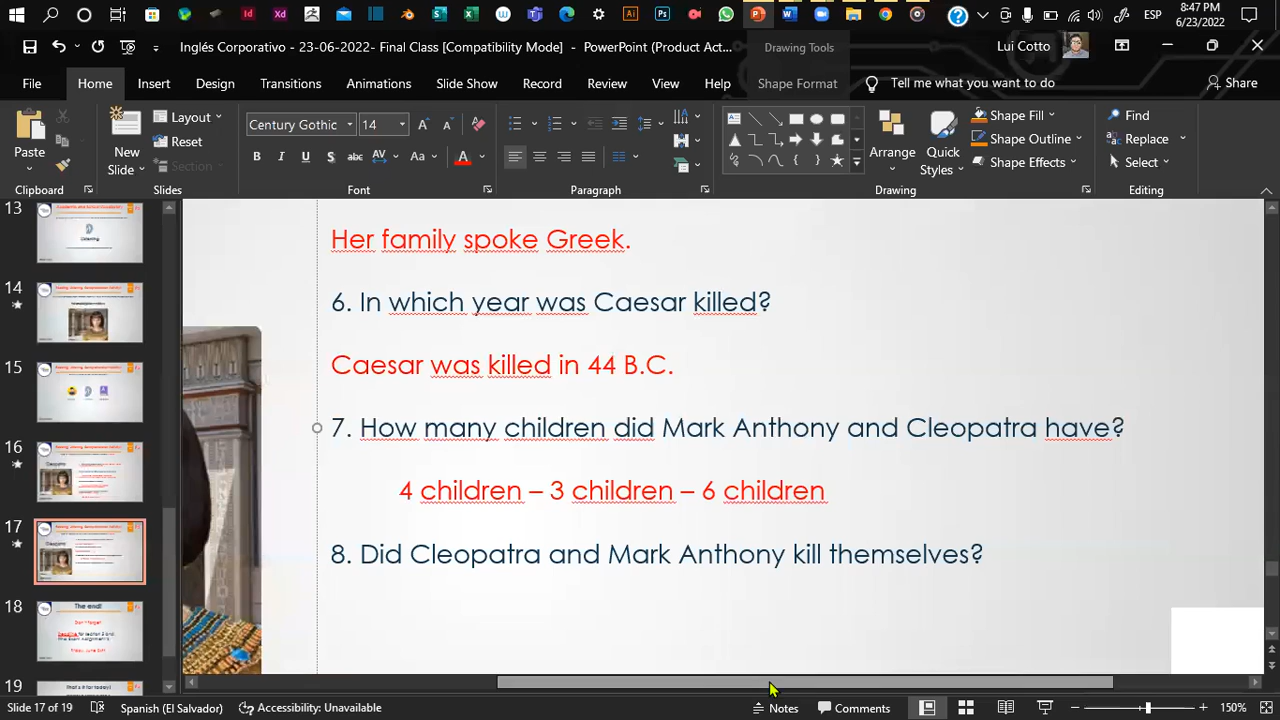 8:47 PM
ESP
6/23/2022
Inglés Corporativo - 23-06-2022- Final Class [Compatibility Mode] - PowerPoint (Product Act...
Drawing Tools
Lui Cotto
File Home Insert Design Transitions Animations Slide Show Record Review View Help Shape Format Tell me what you want to do Share
Paste
New Slide
Layout
Reset
Section
Century Gothic 14
Arrange
Quick Styles
Shape Fill
Shape Outline
Shape Effects
Find
Replace
Select
Clipboard Slides Font Paragraph Drawing Editing
13
14
15
16
17
18
The end!
19
Her family spoke Greek.
6. In which year was Caesar killed?
Caesar was killed in 44 B.C.
7. How many children did Mark Anthony and Cleopatra have?
4 children – 3 children – 6 children
8. Did Cleopatra and Mark Anthony kill themselves?
Slide 17 of 19 Spanish (El Salvador) Accessibility: Unavailable Notes Comments 150%